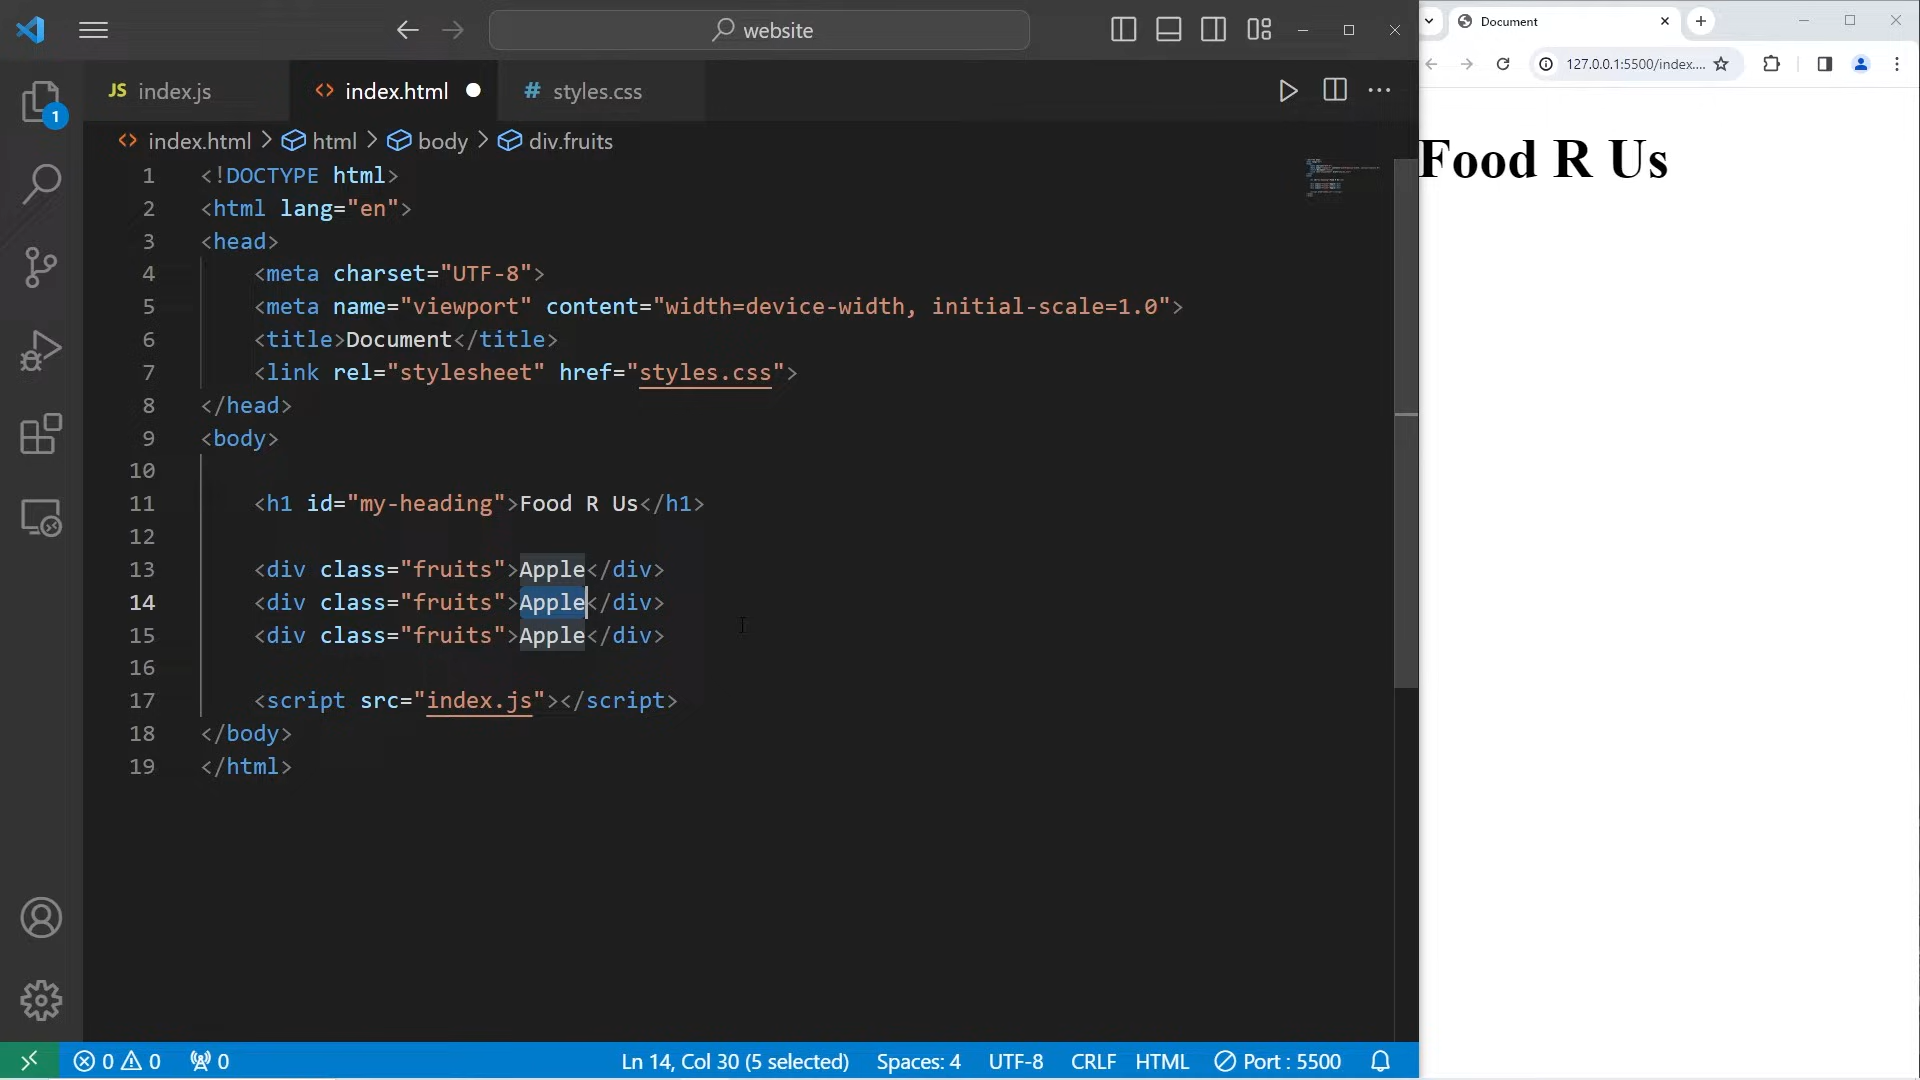 website
Document
127.0.0.1:5500/index....
JS index.js
<> index.html
# styles.css
1
<> index.html > html > body > div.fruits
Food R Us
1 <!DOCTYPE html>
2 <html lang="en">
3 <head>
4 <meta charset="UTF-8">
5 <meta name="viewport" content="width=device-width, initial-scale=1.0">
6 <title>Document</title>
7 <link rel="stylesheet" href="styles.css">
8 </head>
9 <body>
10
11 <h1 id="my-heading">Food R Us</h1>
12
13 <div class="fruits">Apple</div>
14 <div class="fruits">Apple</div>
15 <div class="fruits">Apple</div>
16
17 <script src="index.js"></script>
18 </body>
19 </html>
0 0 0 Ln 14, Col 30 (5 selected) Spaces: 4 UTF-8 CRLF HTML Port : 5500